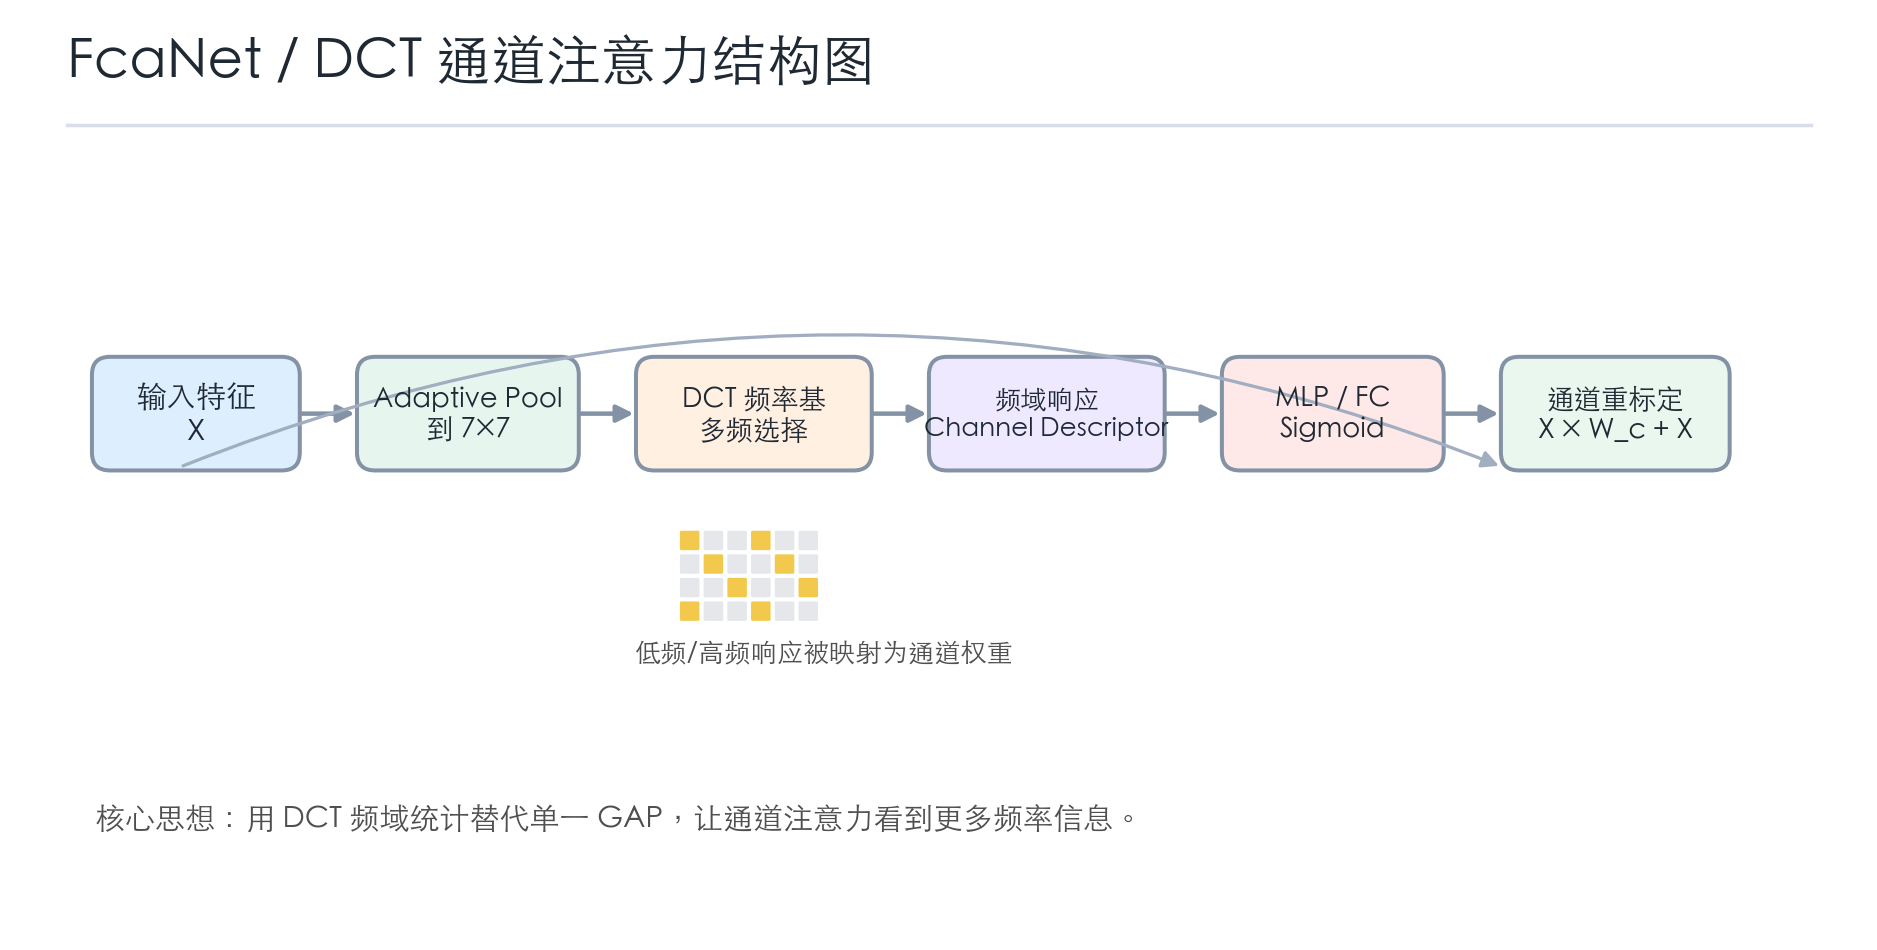 FcaNet / DCT 通道注意力结构图
输入特征
X
Adaptive Pool
到 7×7
DCT 频率基
多频选择
频域响应
Channel Descriptor
MLP / FC
Sigmoid
通道重标定
X × W_c + X
低频/高频响应被映射为通道权重
核心思想：用 DCT 频域统计替代单一 GAP，让通道注意力看到更多频率信息。